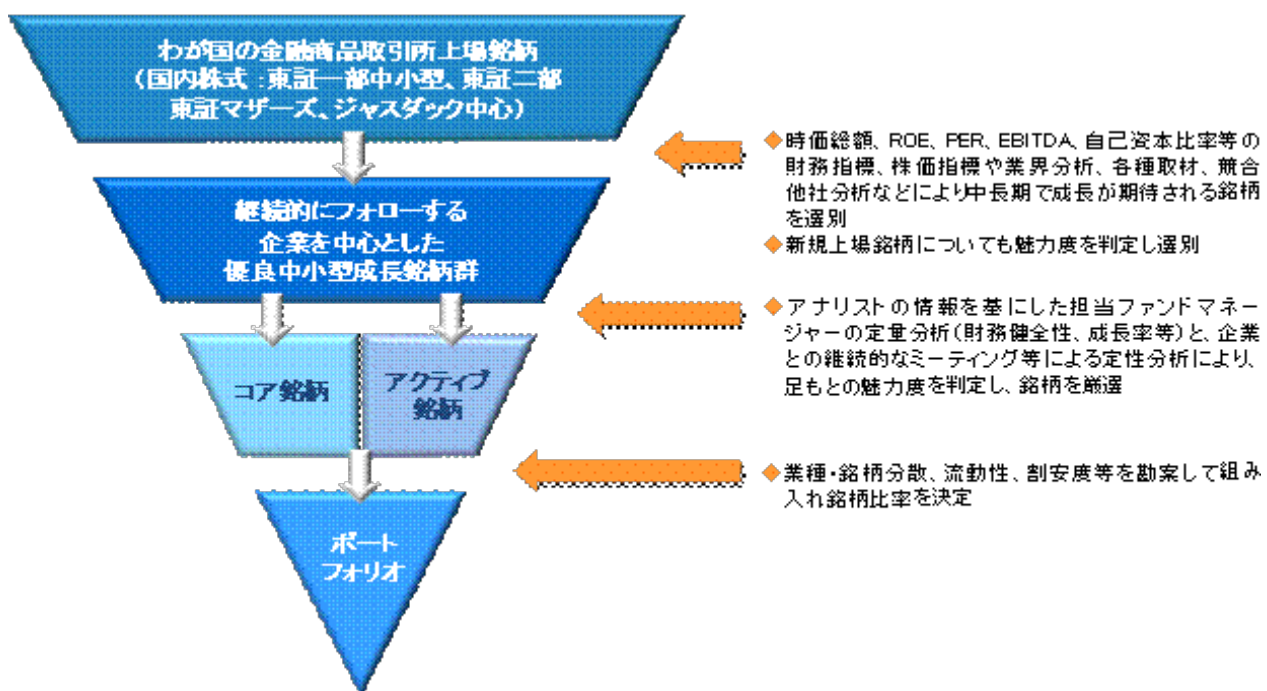 わが国の金融商品取引所上場銘柄
(国内株式:東証一部中小型、東証二部
東証マザーズ、ジャスダック中心)
◆時価総額、ROE、PER、EBITDA、自己資本比率等の
財務指標、株価指標や業界分析、各種取材、競合
他社分析などにより中長期で成長が期待される銘柄
を選別
◆新規上場銘柄についても魅力度を判定し選別
継続的にフォローする
企業を中心とした
優良中小型成長銘柄群
◆アナリストの情報を基にした担当ファンドマネー
ジャーの定量分析(財務健全性、成長率等)と、企業
との継続的なミーティング等による定性分析により、
足もとの魅力度を判定し、銘柄を厳選
コア銘柄
アクティブ
銘柄
◆業種・銘柄分散、流動性、割安度等を勘案して組み
入れ銘柄比率を決定
ポート
フォリオ